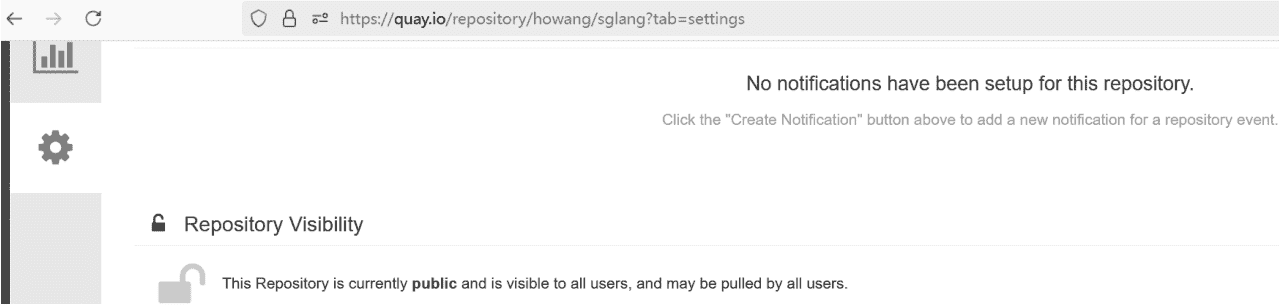 https://quay.io/repository/howang/sglang?tab=settings
No notifications have been setup for this repository.
Click the "Create Notification" button above to add a new notification for a repository event.
Repository Visibility
This Repository is currently public and is visible to all users, and may be pulled by all users.